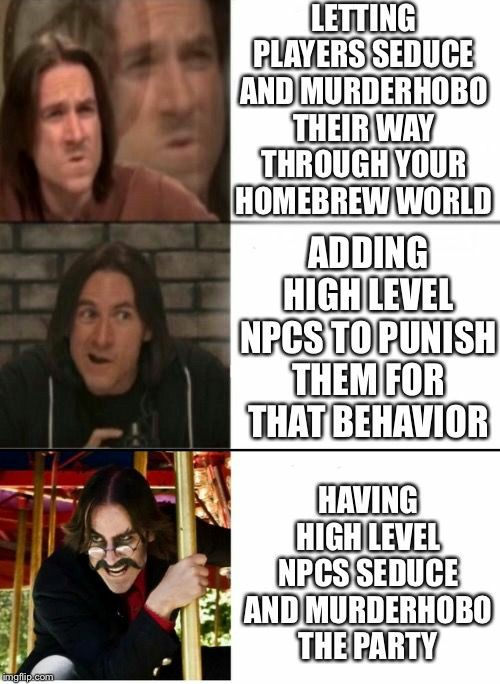 LETTING
PLAYERS SEDUCE
AND MURDERHOBO
THEIR WAY
THROUGH YOUR
HOMEBREW WORLD
ADDING
HIGH LEVEL
NPCS TO PUNISH
THEM FOR
THAT BEHAVIOR
HAVING
HIGH LEVEL
NPCS SEDUCE
AND MURDERHOBO
THE PARTY
imgflip.com